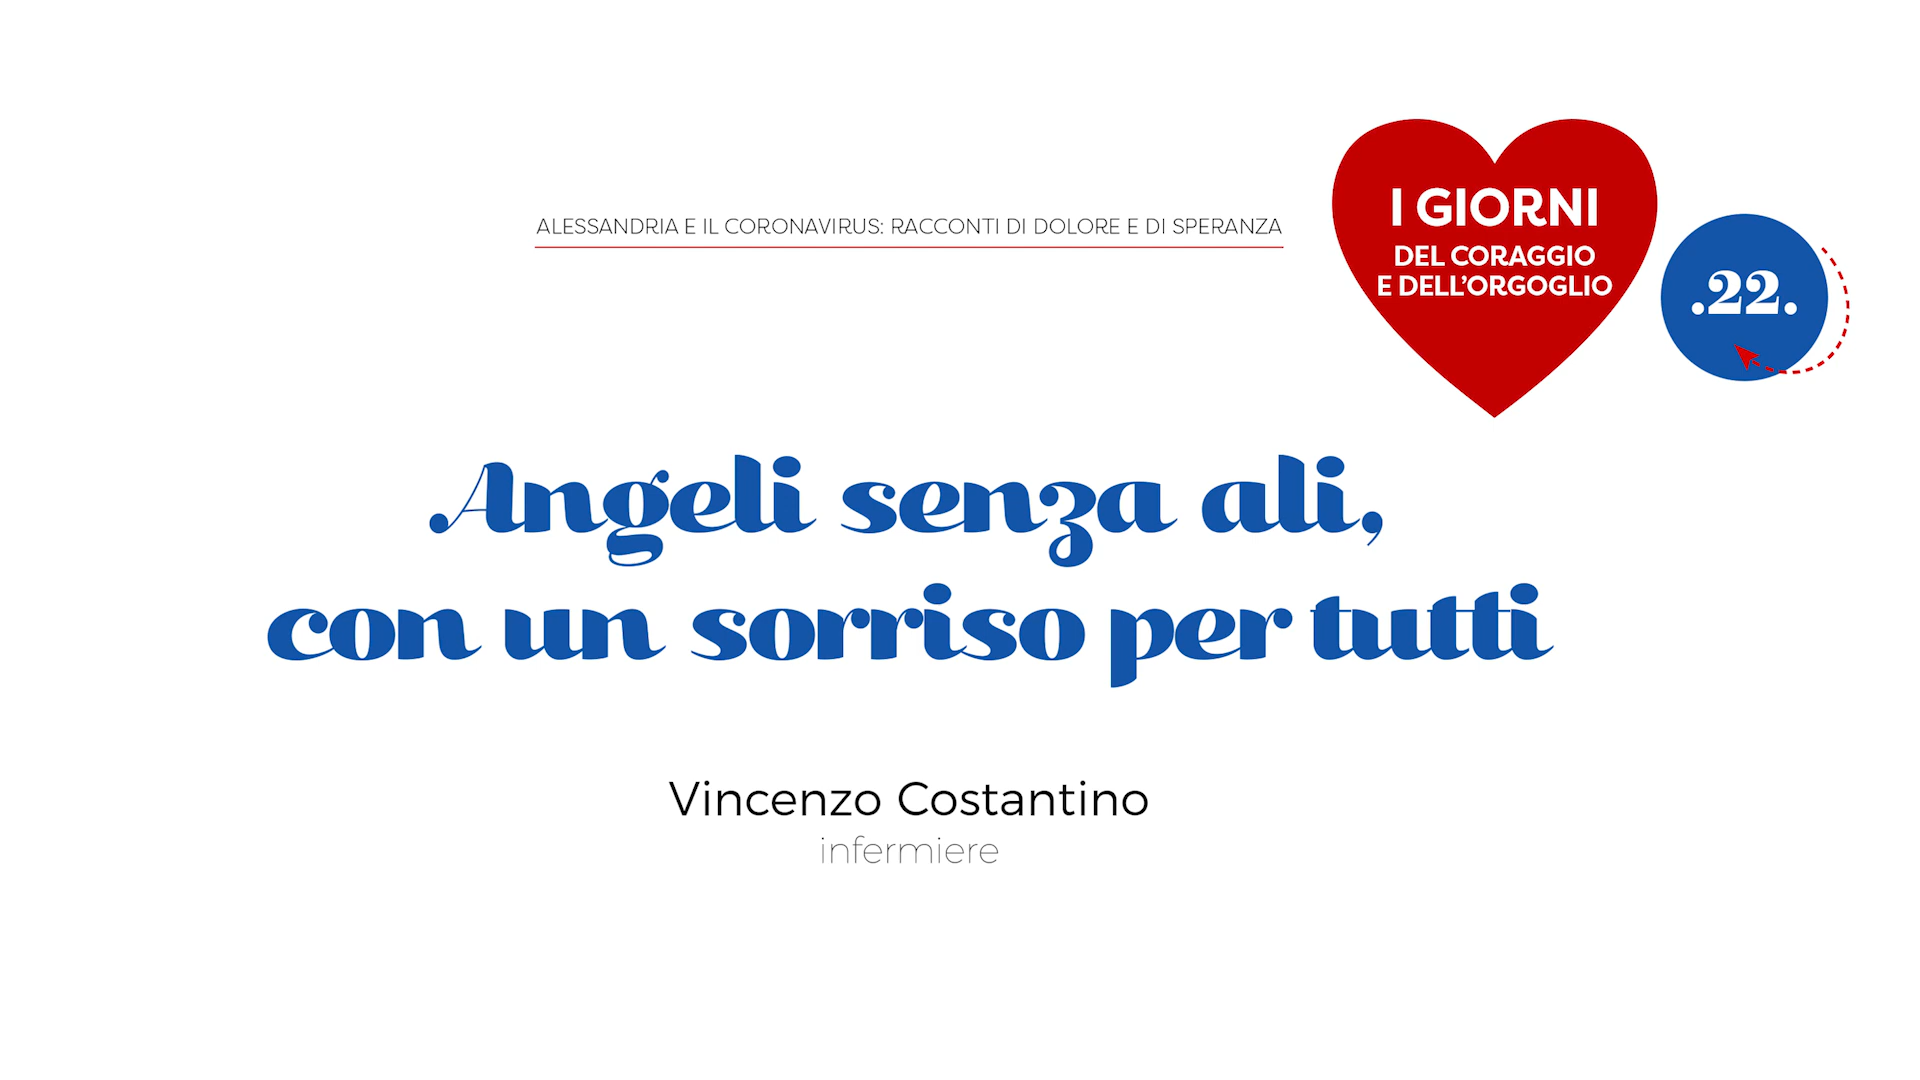 ALESSANDRIA E IL CORONAVIRUS: RACCONTI DI DOLORE E DI SPERANZA
I GIORNI
DEL CORAGGIO
E DELL'ORGOGLIO
.22.
Angeli senza ali,
con un sorriso per tutti
Vincenzo Costantino
infermiere